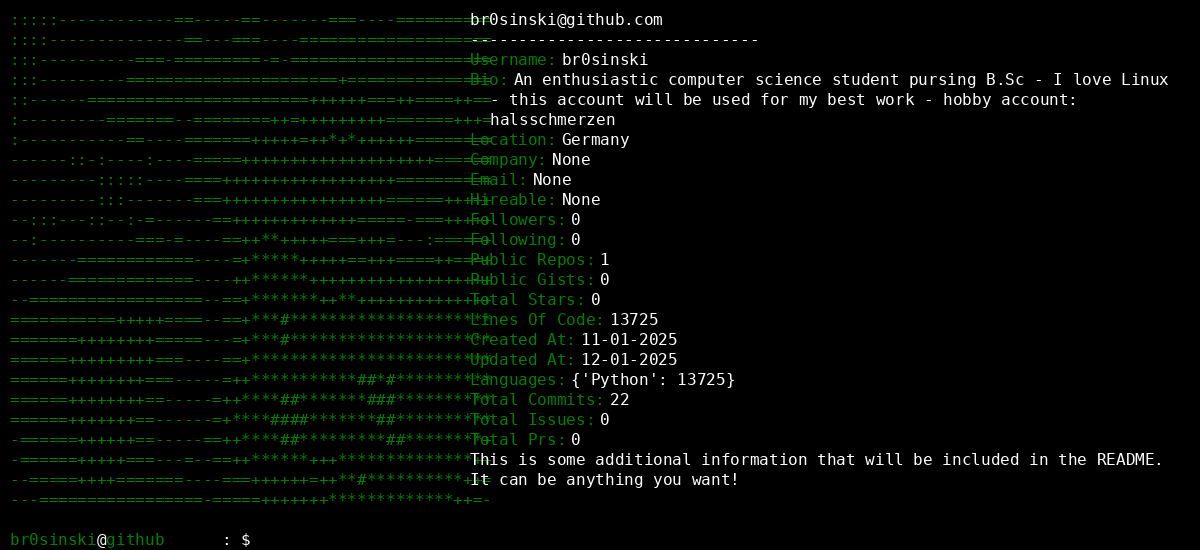 br0sinski@github.com
------------------------------
Username: br0sinski
Bio: An enthusiastic computer science student pursing B.Sc - I love Linux
- this account will be used for my best work - hobby account:
halsschmerzen
Location: Germany
Company: None
Email: None
Hireable: None
Followers: 0
Following: 0
Public Repos: 1
Public Gists: 0
Total Stars: 0
Lines Of Code: 13725
Created At: 11-01-2025
Updated At: 12-01-2025
Languages: {'Python': 13725}
Total Commits: 22
Total Issues: 0
Total Prs: 0
This is some additional information that will be included in the README.
It can be anything you want!
br0sinski@github : $